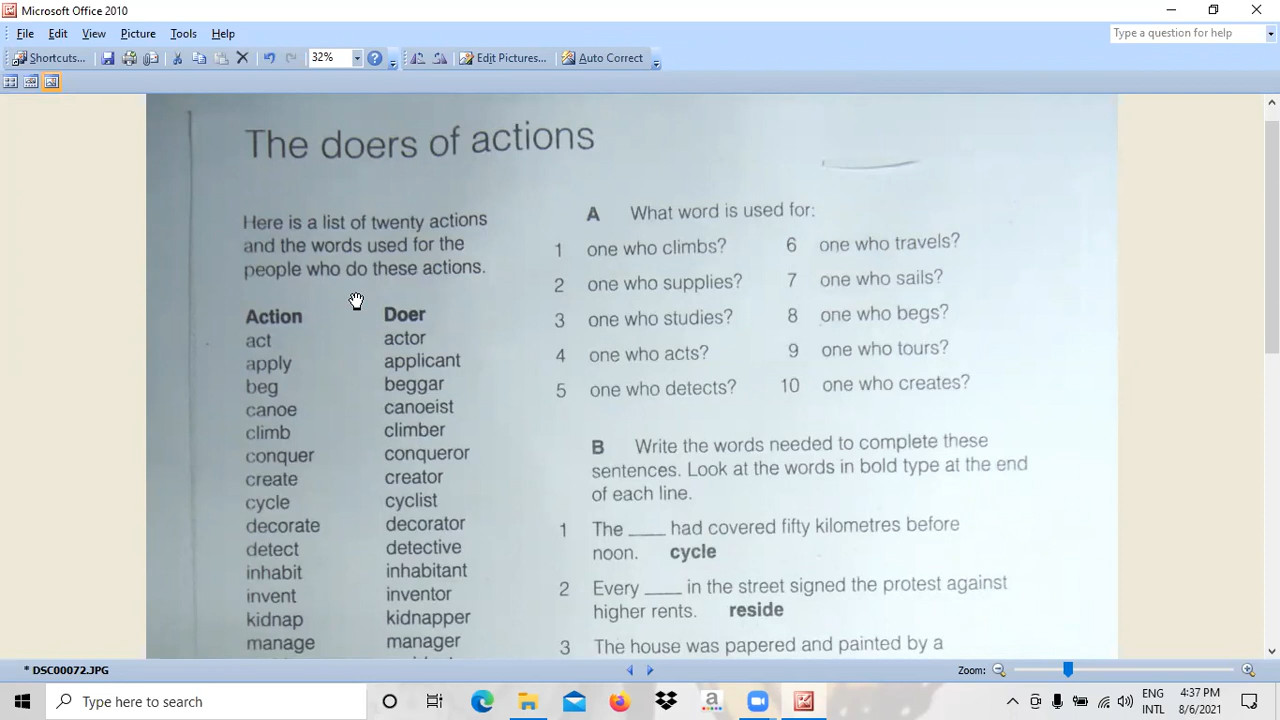 Microsoft Office 2010
File Edit View Picture Tools Help
Type a question for help
Shortcuts...
32%
Edit Pictures...
Auto Correct
The doers of actions
Here is a list of twenty actions
and the words used for the
people who do these actions.
Action Doer
act actor
apply applicant
beg beggar
canoe canoeist
climb climber
conquer conqueror
create creator
cycle cyclist
decorate decorator
detect detective
inhabit inhabitant
invent inventor
kidnap kidnapper
manage manager
A What word is used for:
1 one who climbs?
2 one who supplies?
3 one who studies?
4 one who acts?
5 one who detects?
6 one who travels?
7 one who sails?
8 one who begs?
9 one who tours?
10 one who creates?
B Write the words needed to complete these
sentences. Look at the words in bold type at the end
of each line.
1 The ____ had covered fifty kilometres before
noon. cycle
2 Every ____ in the street signed the protest against
higher rents. reside
3 The house was papered and painted by a
* DSC00072.JPG
Zoom:
Type here to search
a
ENG
INTL
4:37 PM
8/6/2021